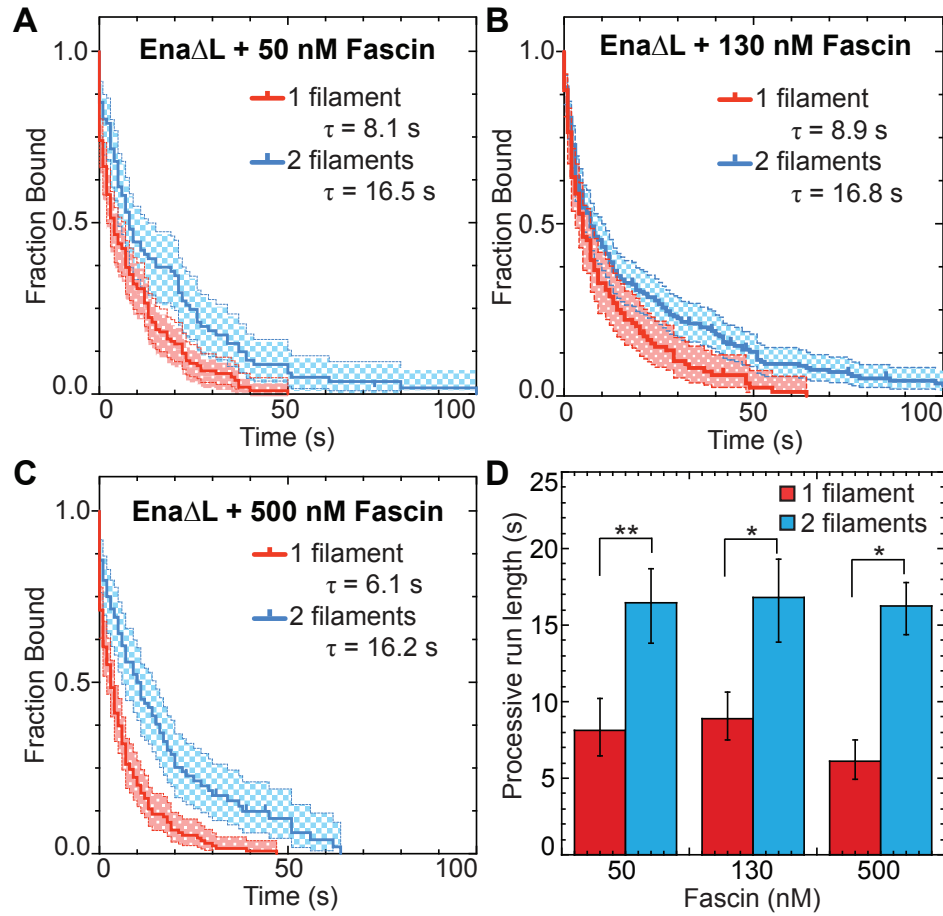 A
EnaΔL + 50 nM Fascin
1 filament
τ = 8.1 s
2 filaments
τ = 16.5 s
1.0
0.5
0.0
Fraction Bound
0
50
100
Time (s)
B
EnaΔL + 130 nM Fascin
1 filament
τ = 8.9 s
2 filaments
τ = 16.8 s
1.0
0.5
0.0
Fraction Bound
0
50
100
Time (s)
C
EnaΔL + 500 nM Fascin
1 filament
τ = 6.1 s
2 filaments
τ = 16.2 s
1.0
0.5
0.0
Fraction Bound
0
50
100
Time (s)
D
1 filament
2 filaments
**
*
*
25
20
15
10
5
0
Processive run length (s)
50
130
500
Fascin (nM)